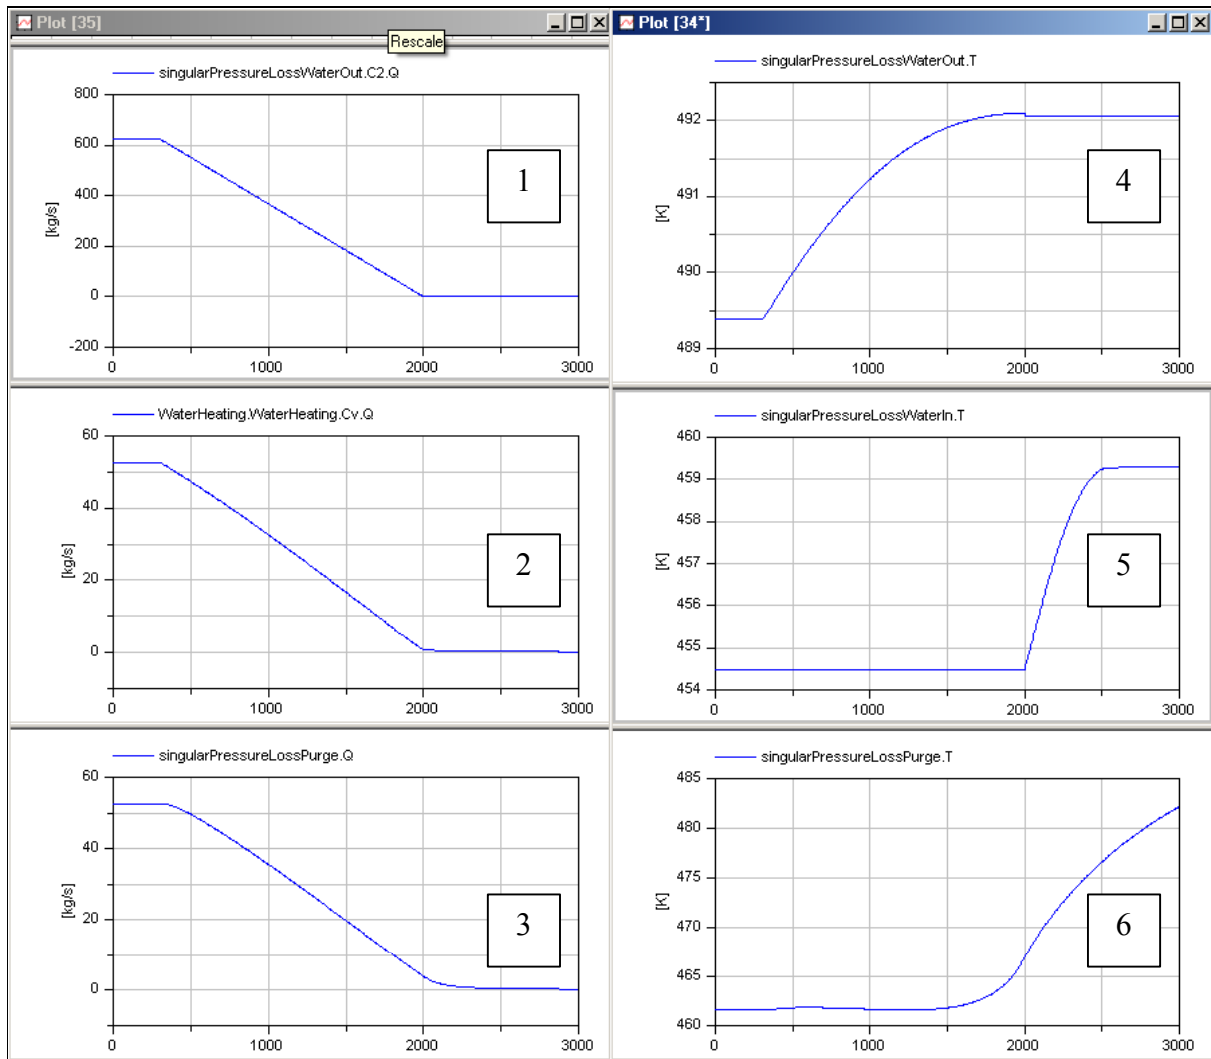 Plot [35]
Rescale
singularPressureLossWaterOut.C2.Q
800
600
400
200
0
-200
[kg/s]
0 1000 2000 3000
1
WaterHeating.WaterHeating.Cv.Q
60
40
20
0
[kg/s]
0 1000 2000 3000
2
singularPressureLossPurge.Q
60
40
20
0
[kg/s]
0 1000 2000 3000
3
Plot [34*]
singularPressureLossWaterOut.T
492
491
490
489
[K]
0 1000 2000 3000
4
singularPressureLossWaterIn.T
460
459
458
457
456
455
454
[K]
0 1000 2000 3000
5
singularPressureLossPurge.T
485
480
475
470
465
460
[K]
0 1000 2000 3000
6